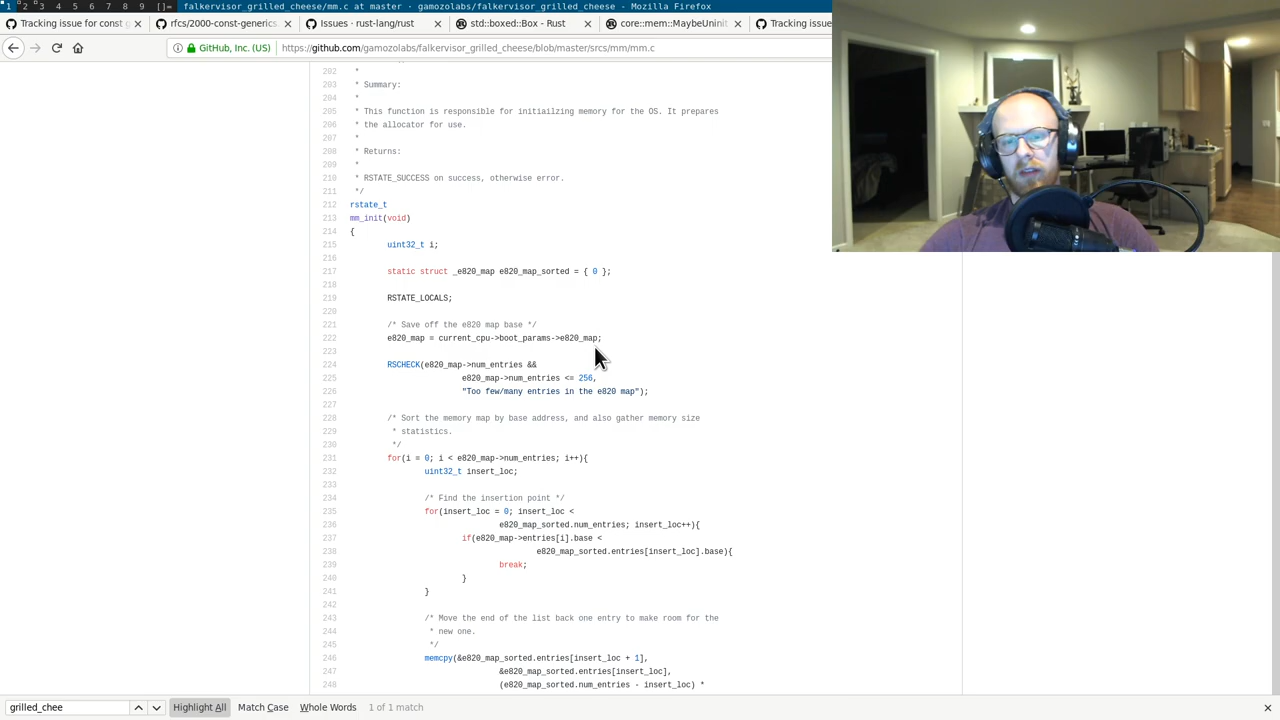 1 2 3 4 5 6 7 8 9 []= falkervisor_grilled_cheese/mm.c at master · gamozolabs/falkervisor_grilled_cheese - Mozilla Firefox
Tracking issue for const g × rfcs/2000-const-generics. × Issues · rust-lang/rust × std::boxed::Box - Rust × core::mem::MaybeUninit × Tracking issue
GitHub, Inc. (US) https://github.com/gamozolabs/falkervisor_grilled_cheese/blob/master/srcs/mm/mm.c
202 *
203 * Summary:
204 *
205 * This function is responsible for initiailzing memory for the OS. It prepares
206 * the allocator for use.
207 *
208 * Returns:
209 *
210 * RSTATE_SUCCESS on success, otherwise error.
211 */
212 rstate_t
213 mm_init(void)
214 {
215 uint32_t i;
216
217 static struct _e820_map e820_map_sorted = { 0 };
218
219 RSTATE_LOCALS;
220
221 /* Save off the e820 map base */
222 e820_map = current_cpu->boot_params->e820_map;
223
224 RSCHECK(e820_map->num_entries &&
225 e820_map->num_entries <= 256,
226 "Too few/many entries in the e820 map");
227
228 /* Sort the memory map by base address, and also gather memory size
229 * statistics.
230 */
231 for(i = 0; i < e820_map->num_entries; i++){
232 uint32_t insert_loc;
233
234 /* Find the insertion point */
235 for(insert_loc = 0; insert_loc <
236 e820_map_sorted.num_entries; insert_loc++){
237 if(e820_map->entries[i].base <
238 e820_map_sorted.entries[insert_loc].base){
239 break;
240 }
241 }
242
243 /* Move the end of the list back one entry to make room for the
244 * new one.
245 */
246 memcpy(&e820_map_sorted.entries[insert_loc + 1],
247 &e820_map_sorted.entries[insert_loc],
248 (e820_map_sorted.num_entries - insert_loc) *
grilled_chee Highlight All Match Case Whole Words 1 of 1 match